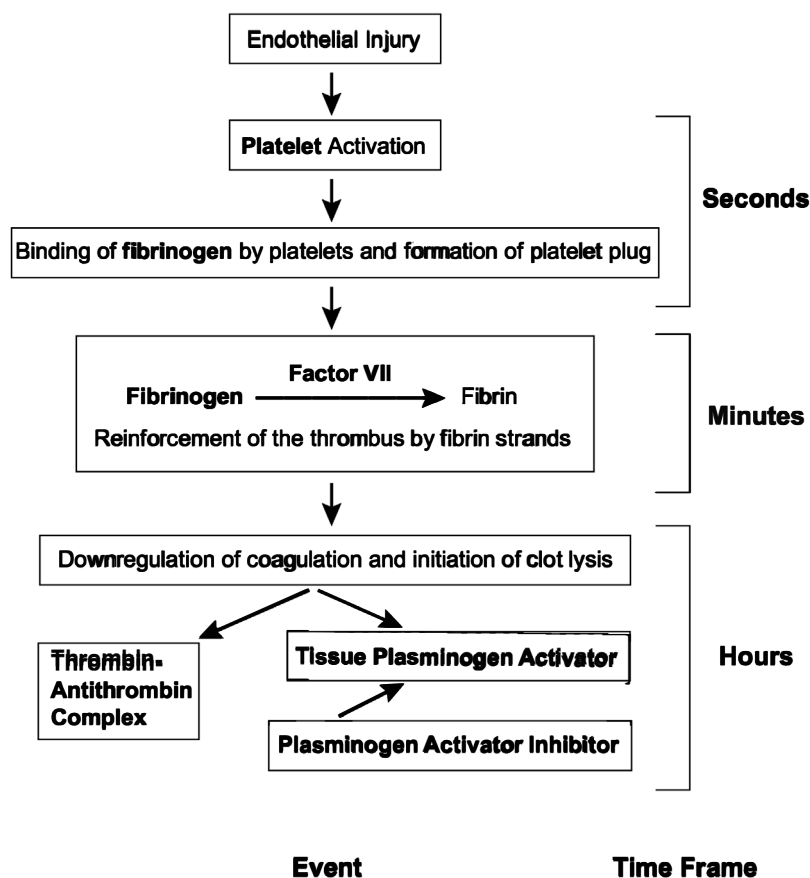 Endothelial Injury
Platelet Activation
Seconds
Binding of fibrinogen by platelets and formation of platelet plug
Factor VII
Fibrinogen Fibrin
Reinforcement of the thrombus by fibrin strands
Minutes
Downregulation of coagulation and initiation of clot lysis
Thrombin-
Antithrombin
Complex
Tissue Plasminogen Activator
Plasminogen Activator Inhibitor
Hours
Event Time Frame